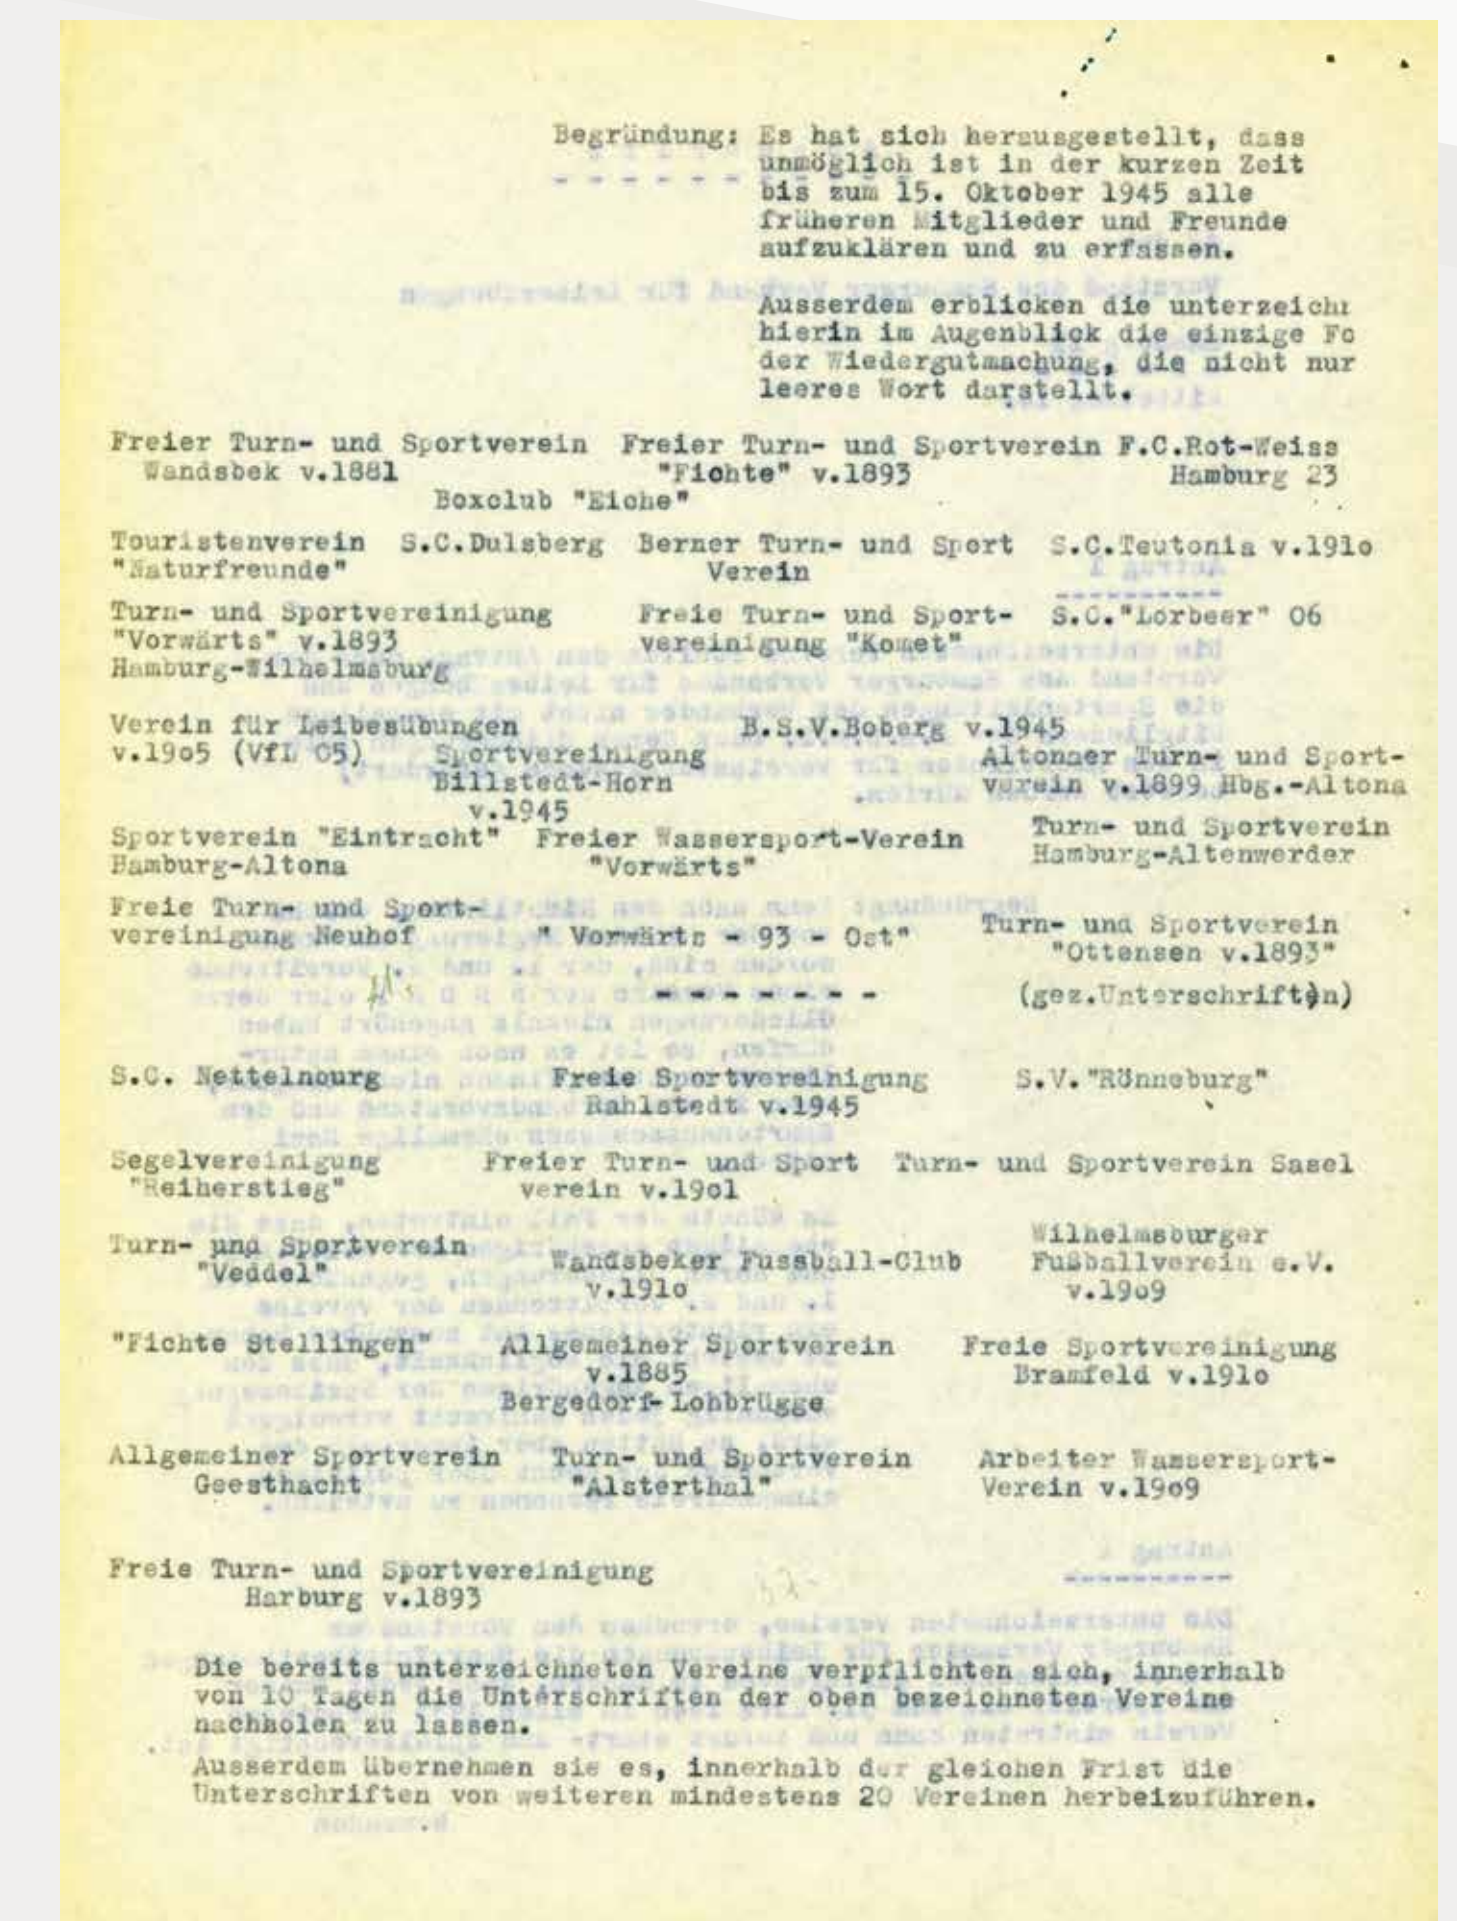 Begründung: Es hat sich herausgestellt, dass
unmöglich ist in der kurzen Zeit
bis zum 15. Oktober 1945 alle
früheren Mitglieder und Freunde
aufzuklären und zu erfassen.
Ausserdem erblicken die unterzeich
hierin im Augenblick die einzige Fo
der Wiedergutmachung, die nicht nur
leeres Wort darstellt.
Freier Turn- und Sportverein Freier Turn- und Sportverein F.C.Rot-Weiss
Wandsbek v.1881 "Fichte" v.1893 Hamburg 23
Boxclub "Eiche"
Touristenverein S.C.Dulsberg Berner Turn- und Sport S.C.Teutonia v.191o
"Naturfreunde" Verein
Turn- und Sportvereinigung Freie Turn- und Sport- S.C."Lorbeer" 06
"Vorwärts" v.1893 vereinigung "Komet"
Hamburg-Wilhelmsburg
Verein für Leibesübungen B.S.V.Boberg v.1945
v.19o5 (VfL 05) Sportvereinigung Altonaer Turn- und Sport-
Billstedt-Horn verein v.1899 Hbg.-Altona
v.1945
Turn- und Sportverein
Sportverein "Eintracht" Freier Wassersport-Verein
Hamburg-Altona "Vorwärts" Hamburg-Altenwerder
Freie Turn- und Sport-
vereinigung Neuhof " Vorwärts - 93 - Ost" Turn- und Sportverein
"Ottensen v.1893"
- - - - - - - (gez.Unterschriften)
S.C. Nettelnourg Freie Sportvereinigung S.V."Rönneburg"
Rahlstedt v.1945
Segelvereinigung Freier Turn- und Sport Turn- und Sportverein Sasel
"Reiherstieg" verein v.19o1
Wilhelmsburger
Turn- und Sportverein Wandsbeker Fussball-Club Fußballverein e.V.
"Veddel" v.191o v.19o9
"Fichte Stellingen" Allgemeiner Sportverein Freie Sportvereinigung
v.1885 Bramfeld v.191o
Bergedorf-Lohbrügge
Allgemeiner Sportverein Turn- und Sportverein Arbeiter Wassersport-
Geesthacht "Alsterthal" Verein v.19o9
Freie Turn- und Sportvereinigung
Harburg v.1893
Die bereits unterzeichneten Vereine verpflichten sich, innerhalb
von 10 Tagen die Unterschriften der oben bezeichneten Vereine
nachholen zu lassen.
Ausserdem übernehmen sie es, innerhalb der gleichen Frist die
Unterschriften von weiteren mindestens 20 Vereinen herbeizuführen.